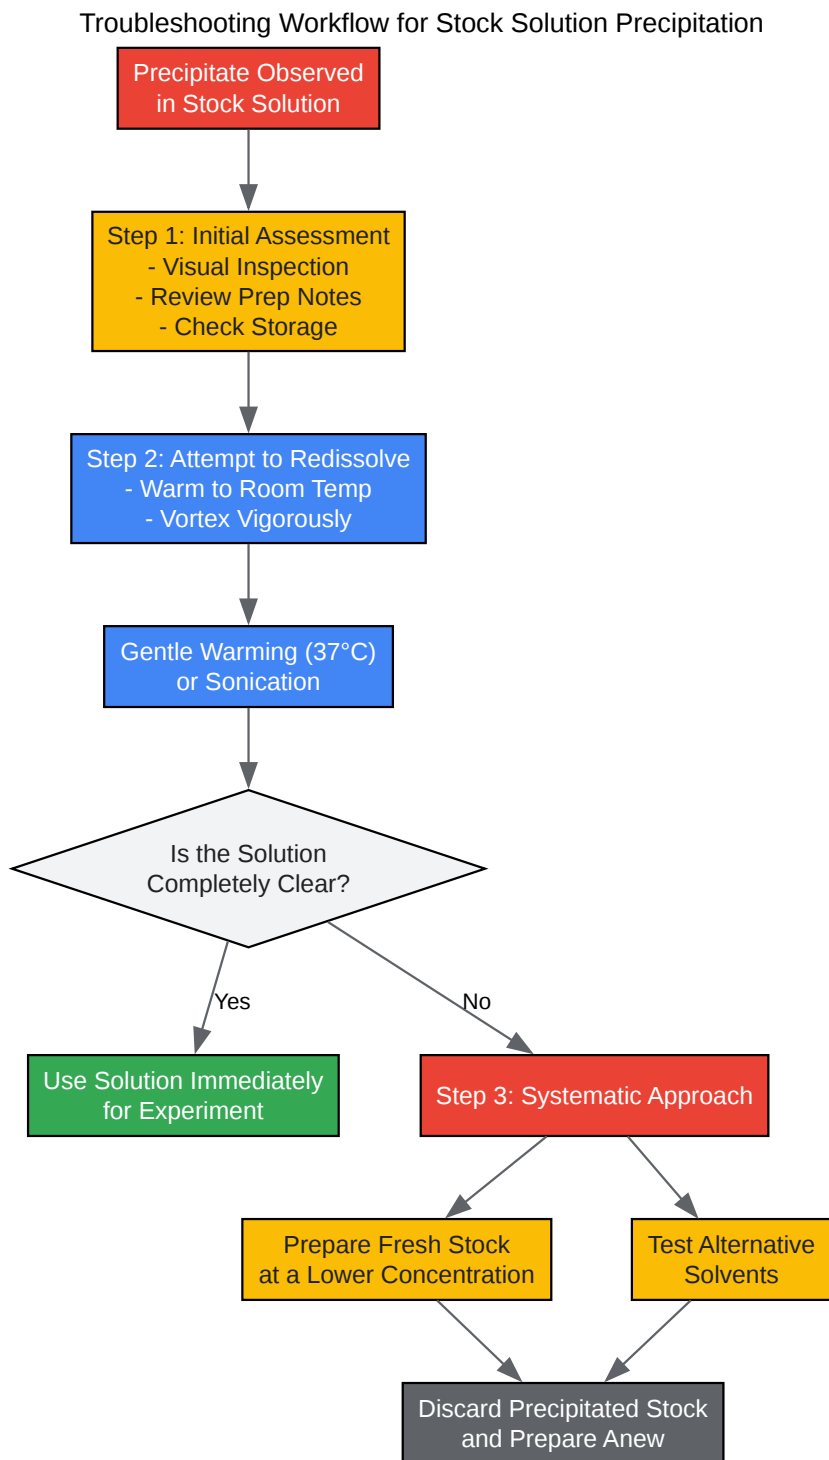 Troubleshooting Workflow for Stock Solution Precipitation
Precipitate Observed
in Stock Solution
Step 1: Initial Assessment
- Visual Inspection
- Review Prep Notes
- Check Storage
Step 2: Attempt to Redissolve
- Warm to Room Temp
- Vortex Vigorously
Gentle Warming (37°C)
or Sonication
Is the Solution
Completely Clear?
Yes
No
Use Solution Immediately
for Experiment
Step 3: Systematic Approach
Prepare Fresh Stock
at a Lower Concentration
Test Alternative
Solvents
Discard Precipitated Stock
and Prepare Anew